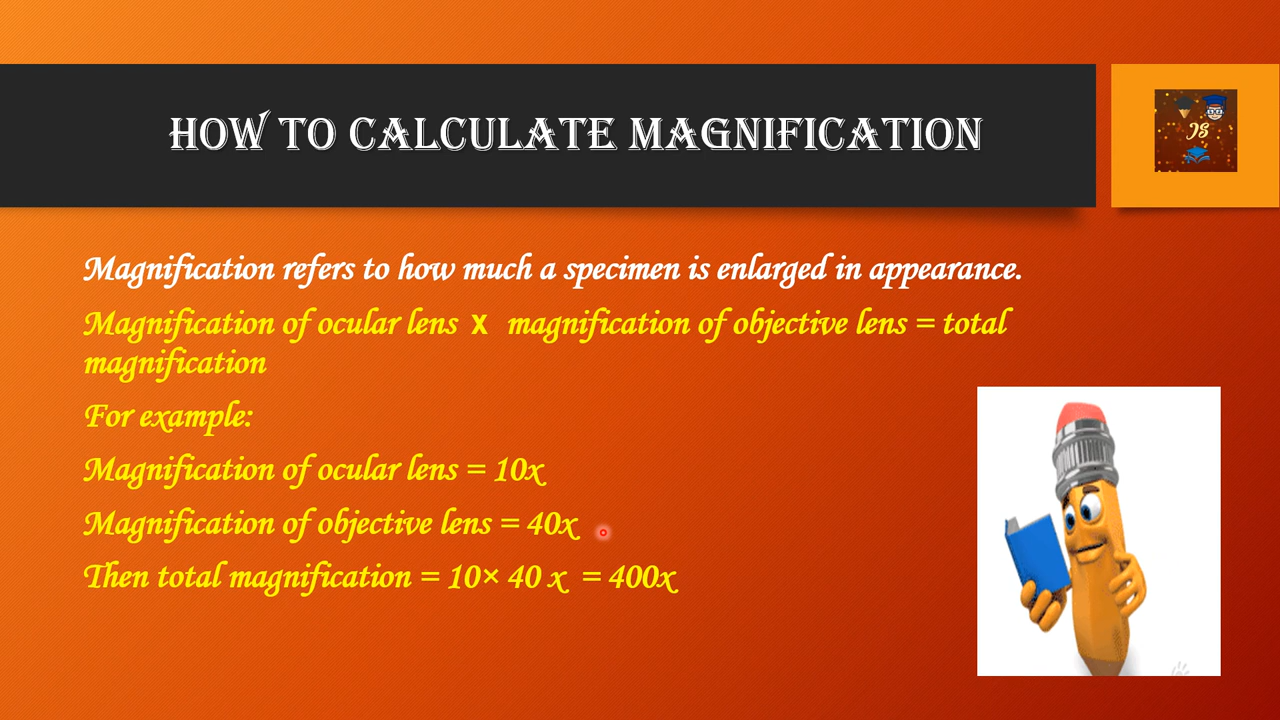 HOW TO CALCULATE MAGNIFICATION
JS
Magnification refers to how much a specimen is enlarged in appearance.
Magnification of ocular lens x magnification of objective lens = total
magnification
For example:
Magnification of ocular lens = 10x
Magnification of objective lens = 40x
Then total magnification = 10× 40 x = 400x